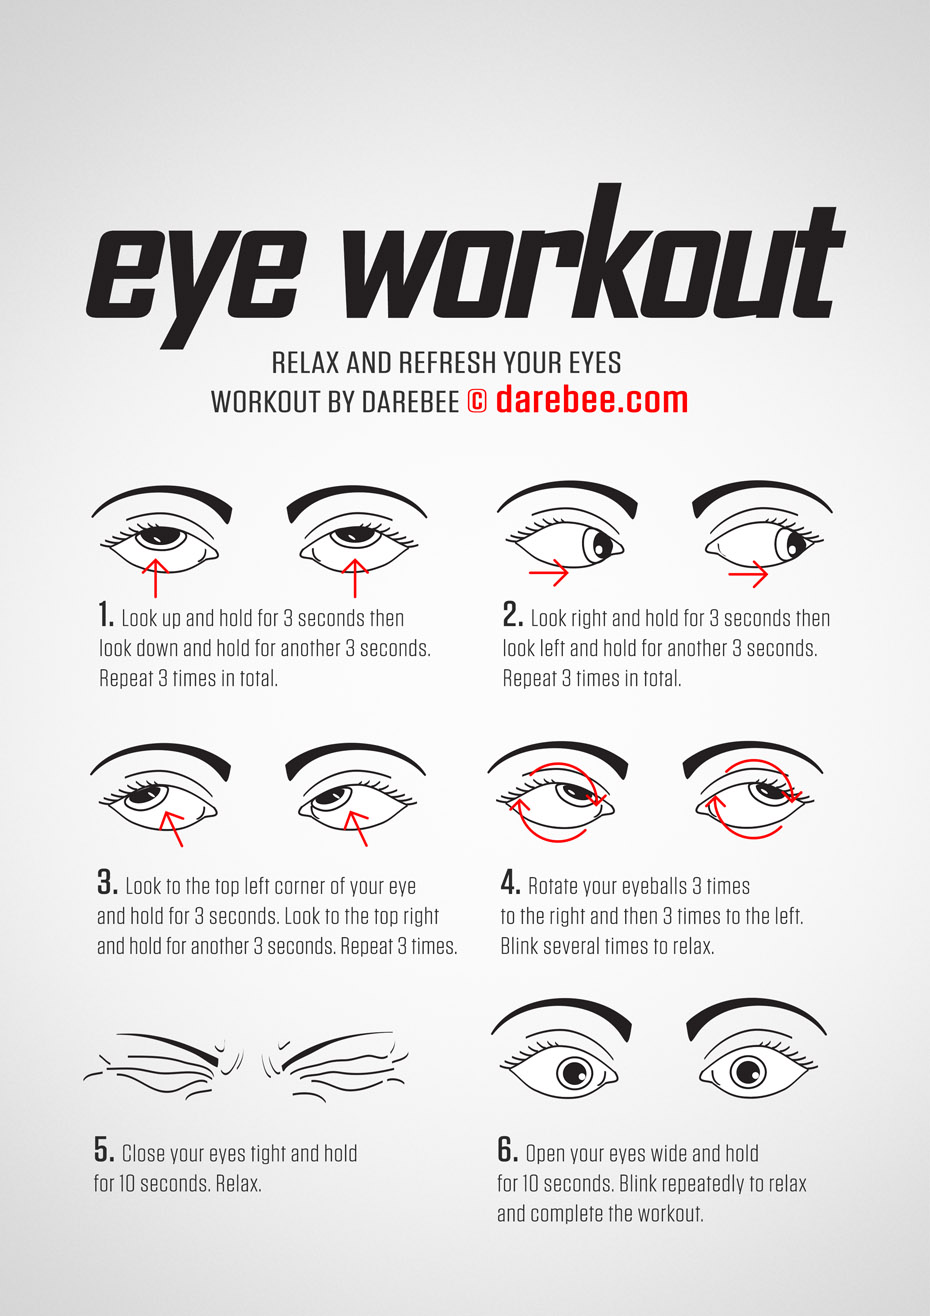 eye workout
RELAX AND REFRESH YOUR EYES
WORKOUT BY DAREBEE © darebee.com
1. Look up and hold for 3 seconds then
look down and hold for another 3 seconds.
Repeat 3 times in total.
2. Look right and hold for 3 seconds then
look left and hold for another 3 seconds.
Repeat 3 times in total.
3. Look to the top left corner of your eye
and hold for 3 seconds. Look to the top right
and hold for another 3 seconds. Repeat 3 times.
4. Rotate your eyeballs 3 times
to the right and then 3 times to the left.
Blink several times to relax.
5. Close your eyes tight and hold
for 10 seconds. Relax.
6. Open your eyes wide and hold
for 10 seconds. Blink repeatedly to relax
and complete the workout.